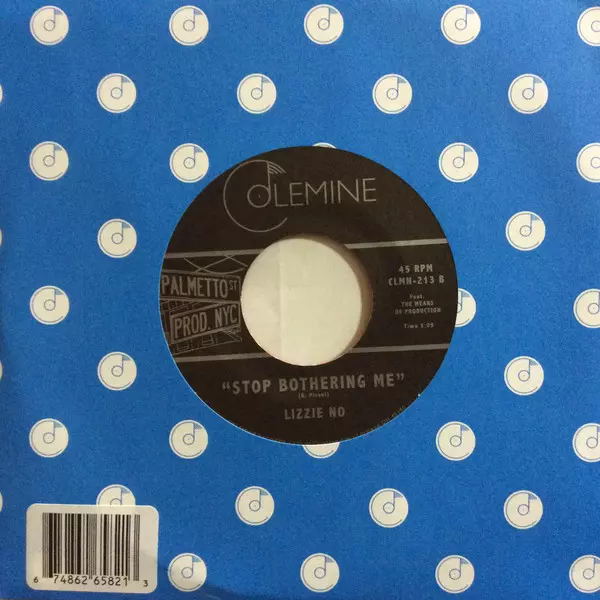 COLEMINE
PALMETTO ST
PROD. NYC
45 RPM
CLMN-213 B
Feat.
THE MEANS
OF PRODUCTION
"STOP BOTHERING ME"
LIZZIE NO
6 74862 65821 3